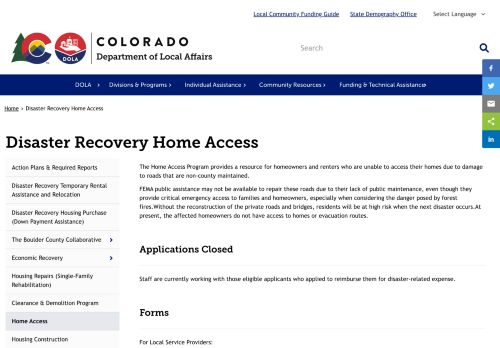 Local Community Funding Guide State Demography Office Select Language
COLORADO
Department of Local Affairs
DOLA
Search
DOLA Divisions & Programs Individual Assistance Community Resources Funding & Technical Assistance
Home » Disaster Recovery Home Access
Disaster Recovery Home Access
Action Plans & Required Reports
Disaster Recovery Temporary Rental
Assistance and Relocation
Disaster Recovery Housing Purchase
(Down Payment Assistance)
The Boulder County Collaborative
Economic Recovery
Housing Repairs (Single-Family
Rehabilitation)
Clearance & Demolition Program
Home Access
Housing Construction
The Home Access Program provides a resource for homeowners and renters who are unable to access their homes due to damage
to roads that are non-county maintained.
FEMA public assistance may not be available to repair these roads due to their lack of public maintenance, even though they
provide critical emergency access to families and homeowners, especially when considering the danger posed by forest
fires.Without the reconstruction of the private roads and bridges, residents will be at high risk when the next disaster occurs.At
present, the affected homeowners do not have access to homes or evacuation routes.
Applications Closed
Staff are currently working with those eligible applicants who applied to reimburse them for disaster-related expense.
Forms
For Local Service Providers: